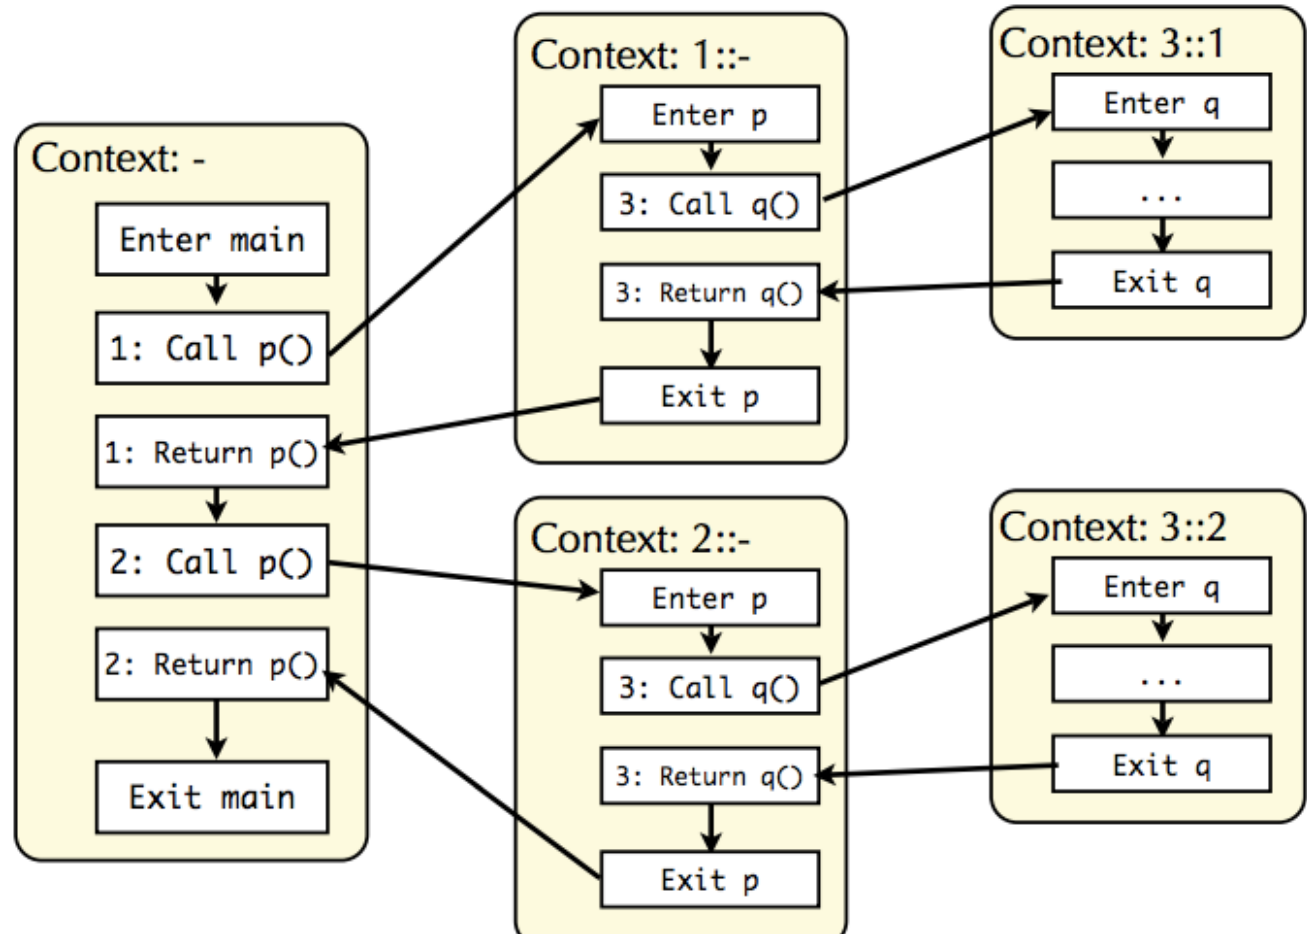 Context: -
Enter main
1: Call p()
1: Return p()
2: Call p()
2: Return p()
Exit main
Context: 1::-
Enter p
3: Call q()
3: Return q()
Exit p
Context: 3::1
Enter q
...
Exit q
Context: 2::-
Enter p
3: Call q()
3: Return q()
Exit p
Context: 3::2
Enter q
...
Exit q